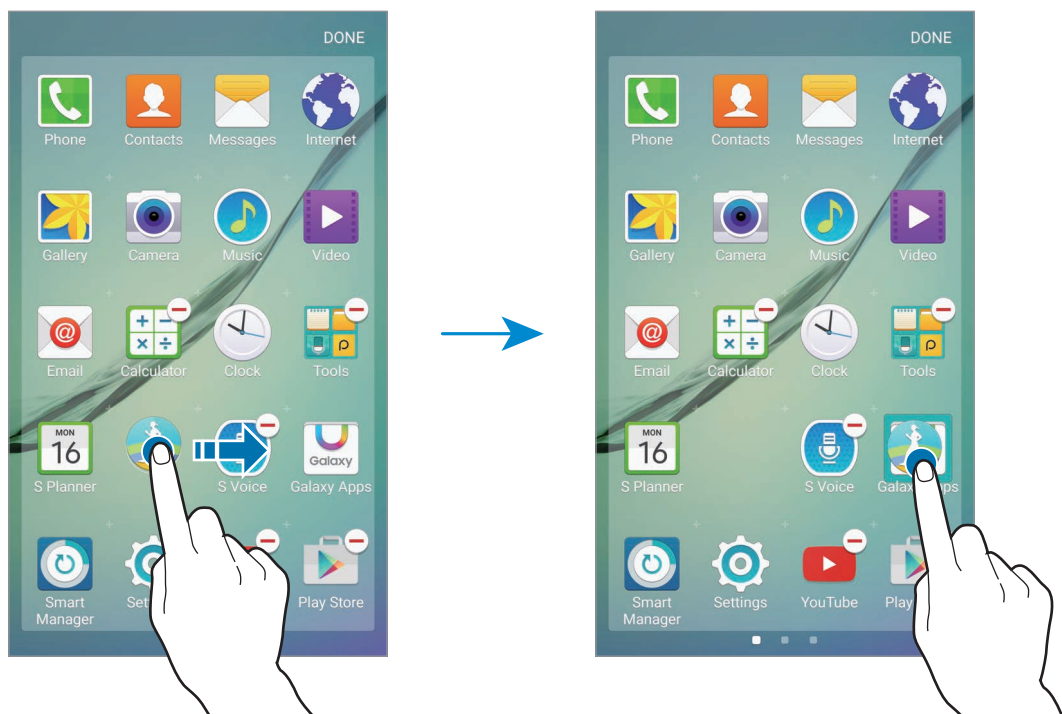 DONE
Phone Contacts Messages Internet
Gallery Camera Music Video
Email Calculator Clock Tools
MON
16
Galaxy
S Planner S Voice Galaxy Apps
Smart
Manager
Play Store
DONE
Phone Contacts Messages Internet
Gallery Camera Music Video
Email Calculator Clock Tools
MON
16
S Planner S Voice
Smart
Manager
Settings YouTube